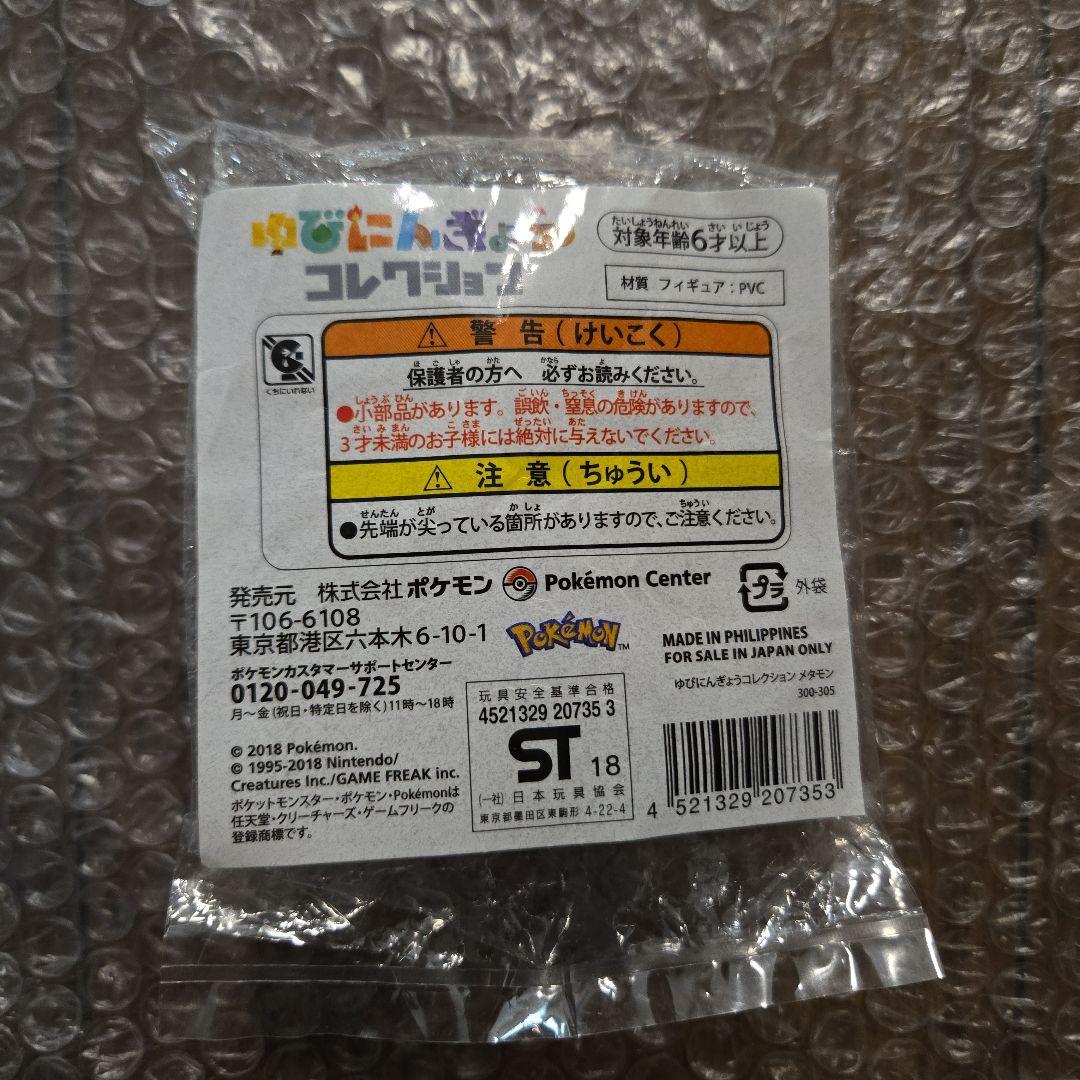 ゆびにんぎょう
コレクション
たいしょうねんれい さい いじょう
対象年齢6才以上
材質 フィギュア：PVC
くちにいれない
⚠ 警 告（けいこく）
ほごしゃ かた かなら よ
保護者の方へ 必ずお読みください。
しょうぶひん ごいん ちっそく きけん
●小部品があります。誤飲・窒息の危険がありますので、
さいみまん こさま ぜったい あた
3才未満のお子様には絶対に与えないでください。
⚠ 注 意（ちゅうい）
せんたん とが かしょ ちゅうい
●先端が尖っている箇所がありますので、ご注意ください。
発売元 株式会社ポケモン Pokémon Center
〒106-6108
東京都港区六本木6-10-1
POKéMON™
ポケモンカスタマーサポートセンター
0120-049-725
月～金（祝日・特定日を除く）11時～18時
© 2018 Pokémon.
© 1995-2018 Nintendo/
Creatures Inc./GAME FREAK inc.
ポケットモンスター・ポケモン・Pokémonは
任天堂・クリーチャーズ・ゲームフリークの
登録商標です。
プラ 外袋
MADE IN PHILIPPINES
FOR SALE IN JAPAN ONLY
ゆびにんぎょうコレクション メタモン
300-305
玩具安全基準合格
4521329 20735 3
ST 18
(一社) 日本玩具協会
東京都墨田区東駒形 4-22-4
4 521329 207353